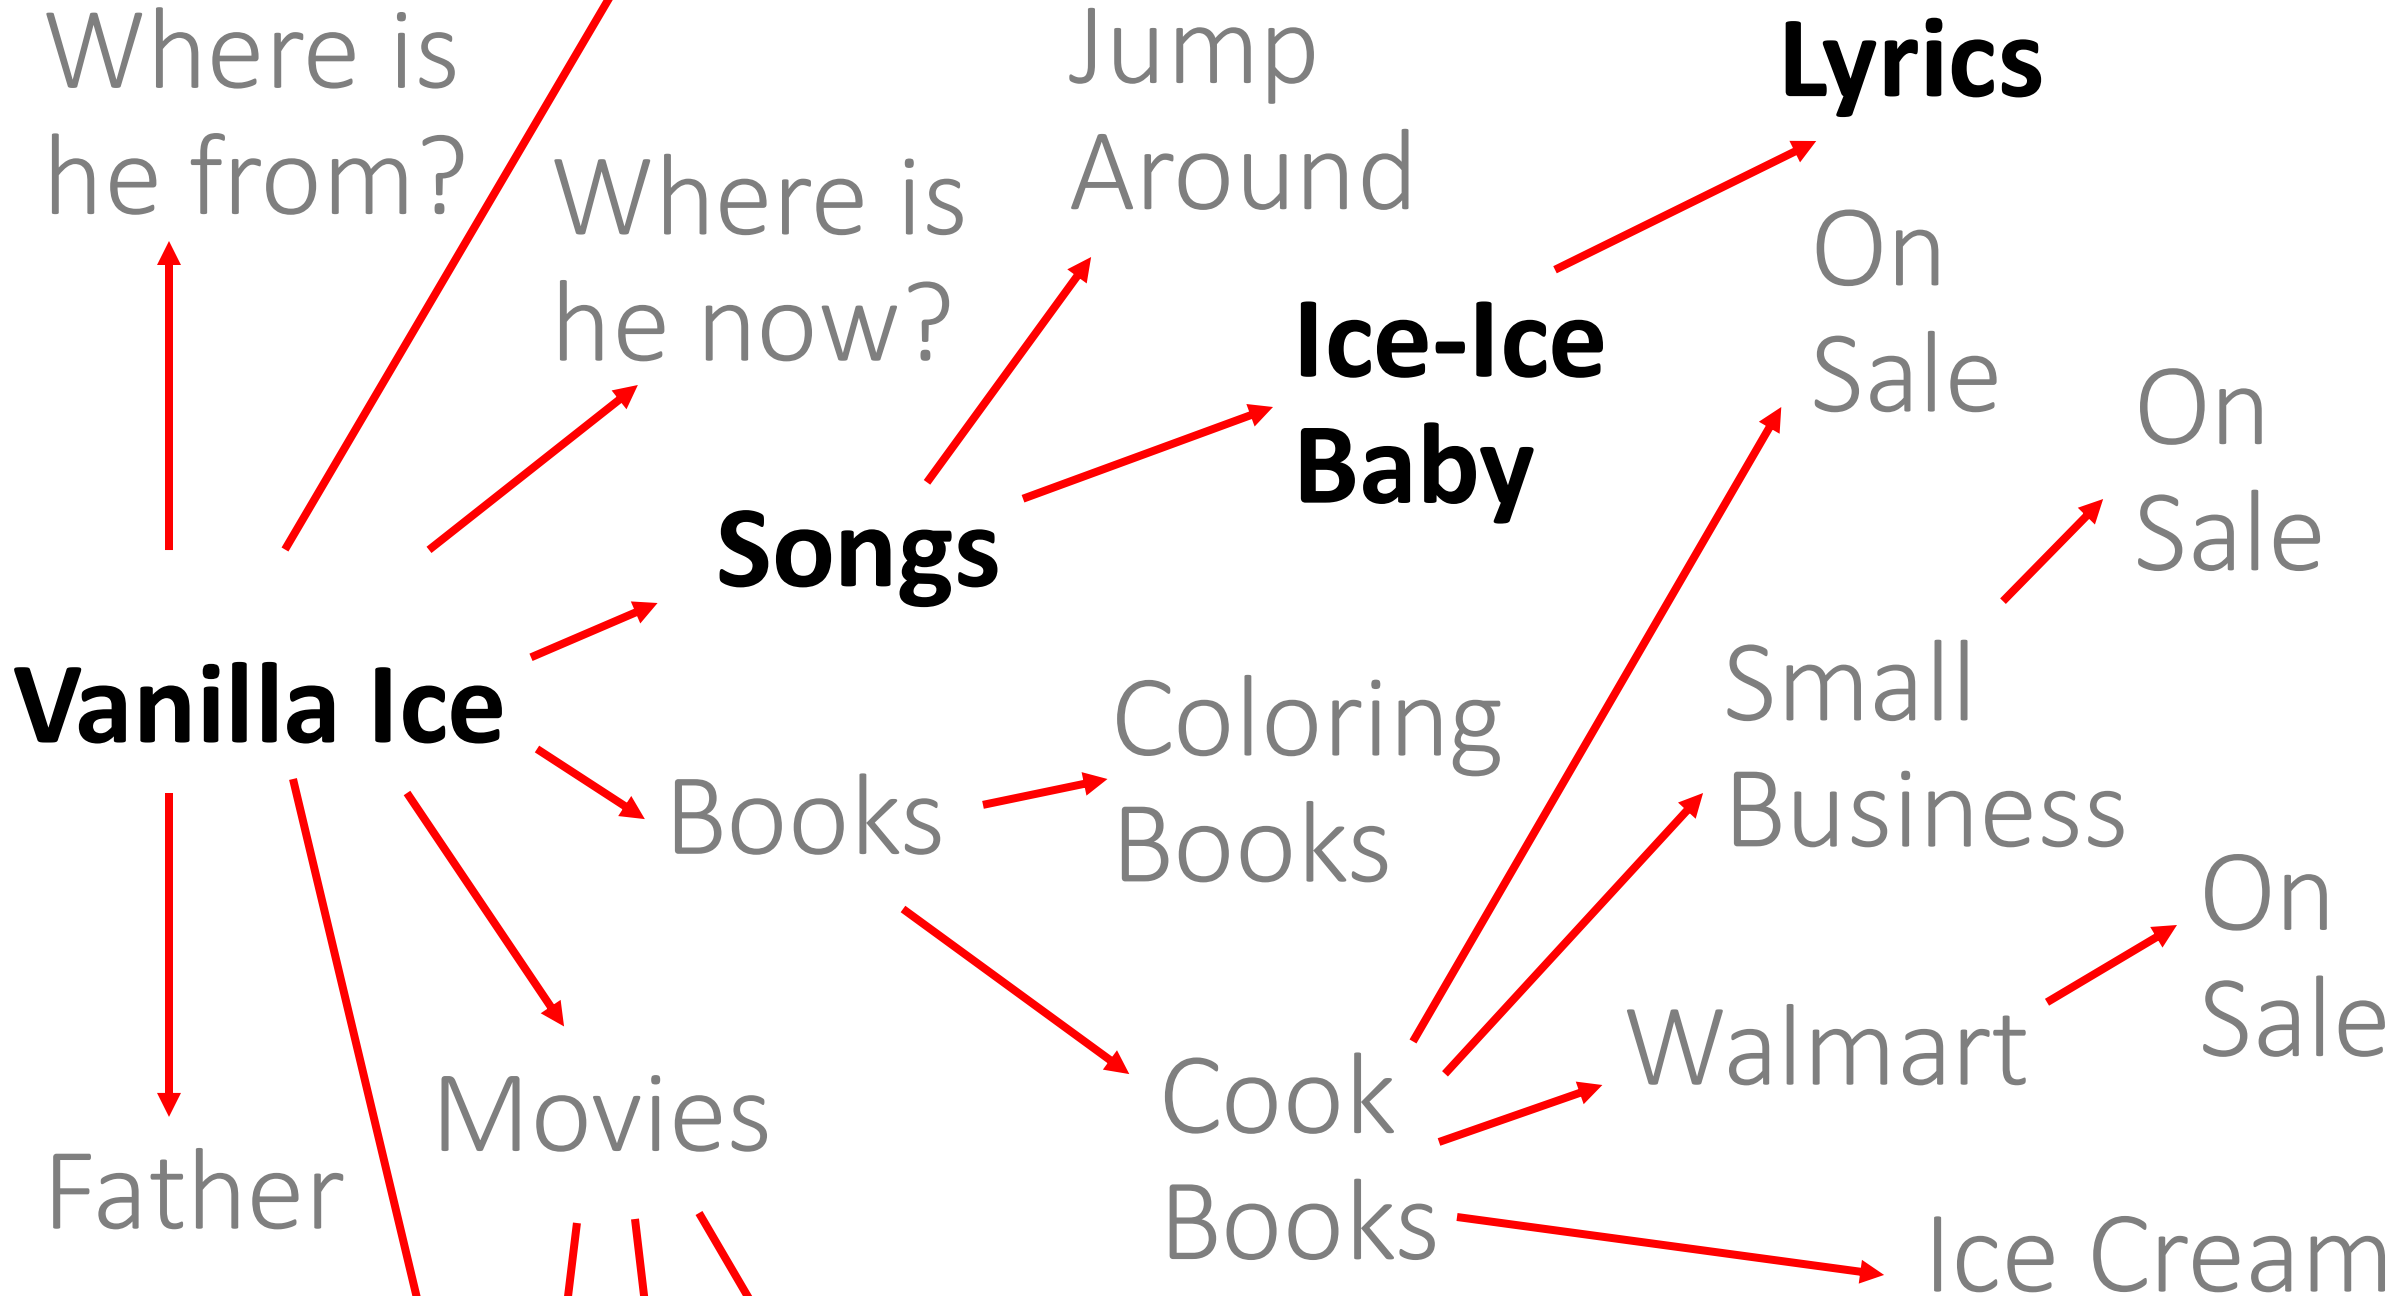 Where is
he from?
Where is
he now?
Jump
Around
Lyrics
On
Sale
Ice-Ice
Baby
On
Sale
Songs
Vanilla Ice
Small
Business
Coloring
Books
Books
On
Sale
Walmart
Movies
Cook
Books
Father
Ice Cream